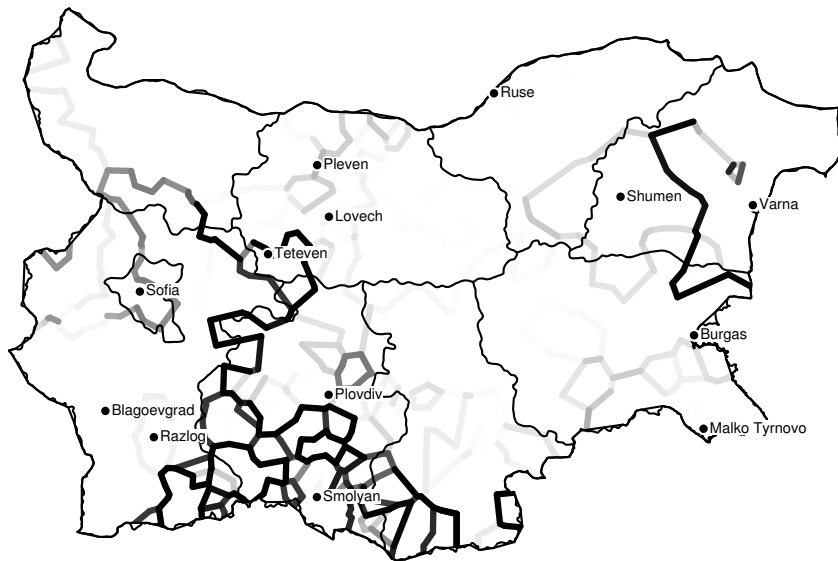 Ruse
Pleven
Shumen
Varna
Lovech
Teteven
Sofia
Burgas
Plovdiv
Blagoevgrad
Malko Tyrnovo
Razlog
Smolyan